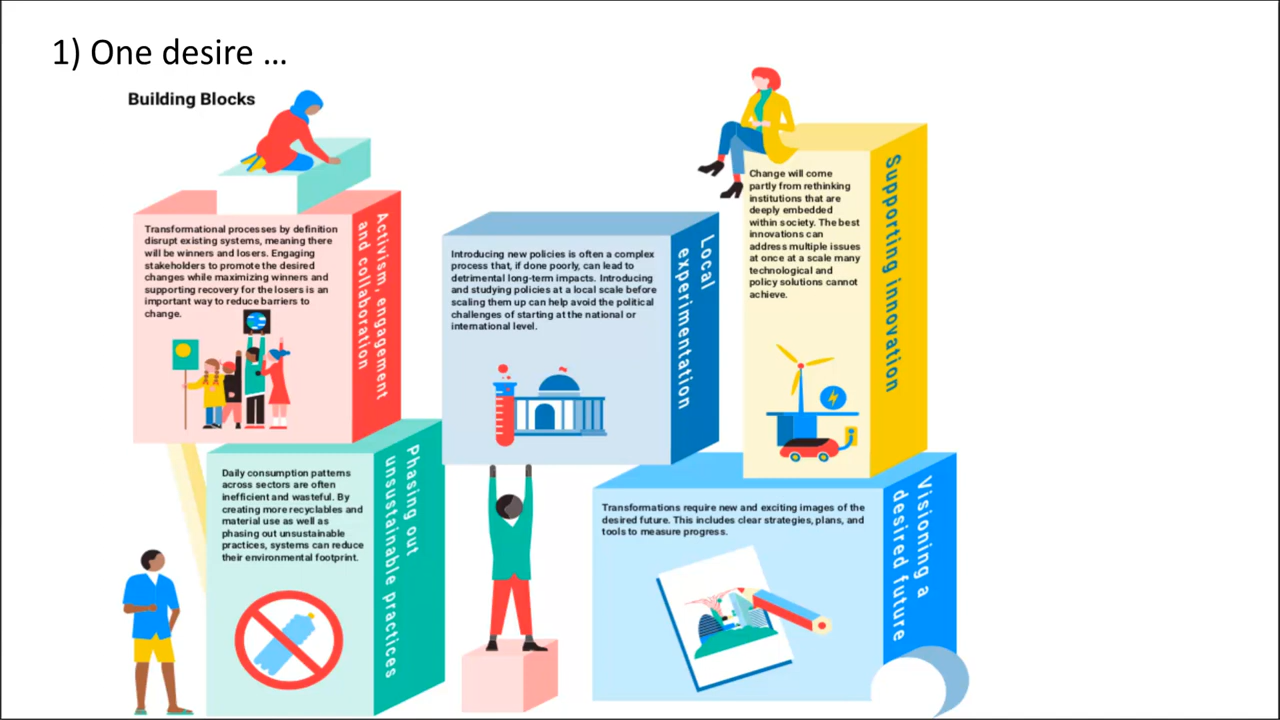 1) One desire ...
Building Blocks
Transformational processes by definition
disrupt existing systems, meaning there
will be winners and losers. Engaging
stakeholders to promote the desired
changes while maximizing winners and
supporting recovery for the losers is an
important way to reduce barriers to
change.
Activism, engagement
and collaboration
Introducing new policies is often a complex
process that, if done poorly, can lead to
detrimental long-term impacts. Introducing
and studying policies at a local scale before
scaling them up can help avoid the political
challenges of starting at the national or
international level.
Local
experimentation
Change will come
partly from rethinking
institutions that are
deeply embedded
within society. The best
innovations can
address multiple issues
at once at a scale many
technological and
policy solutions cannot
achieve.
Supporting innovation
Daily consumption patterns
across sectors are often
inefficient and wasteful. By
creating more recyclables and
material use as well as
phasing out unsustainable
practices, systems can reduce
their environmental footprint.
Phasing out
unsustainable practices
Transformations require new and exciting images of the
desired future. This includes clear strategies, plans, and
tools to measure progress.
Visioning a
desired future